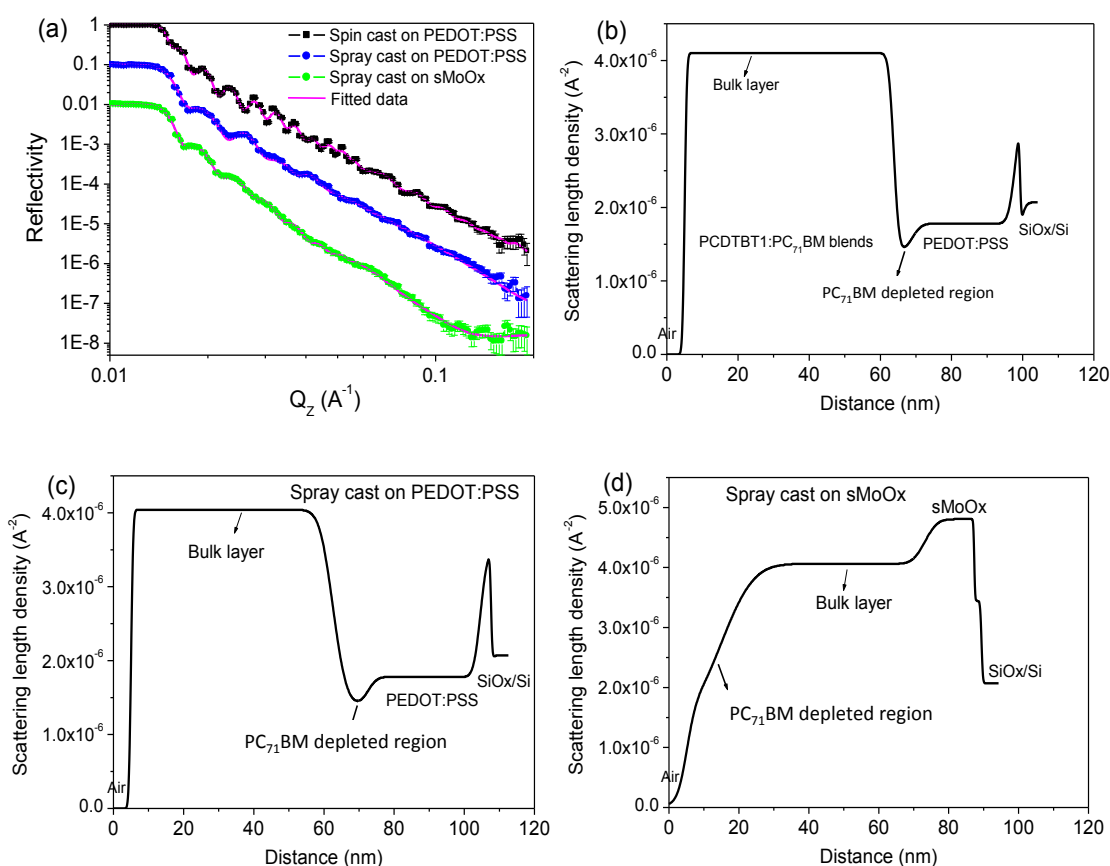 (a)
Spin cast on PEDOT:PSS
Spray cast on PEDOT:PSS
Spray cast on sMoOx
Fitted data
1
0.1
0.01
1E-3
1E-4
1E-5
1E-6
1E-7
1E-8
Reflectivity
0.01
0.1
Q_Z (A^-1)
(b)
4.0x10^-6
2.0x10^-6
0.0
Scattering length density (A^-2)
Bulk layer
PCDTBT1:PC71BM blends
PEDOT:PSS
SiOx/Si
PC71BM depleted region
Air
0 20 40 60 80 100 120
Distance (nm)
(c)
Spray cast on PEDOT:PSS
4.0x10^-6
3.0x10^-6
2.0x10^-6
1.0x10^-6
0.0
Scattering length density (A^-2)
Bulk layer
PEDOT:PSS
SiOx/Si
PC71BM depleted region
Air
0 20 40 60 80 100 120
Distance (nm)
(d)
Spray cast on sMoOx
5.0x10^-6
4.0x10^-6
3.0x10^-6
2.0x10^-6
1.0x10^-6
0.0
Scattering length density (A^-2)
sMoOx
Bulk layer
SiOx/Si
PC71BM depleted region
Air
0 20 40 60 80 100 120
Distance (nm)